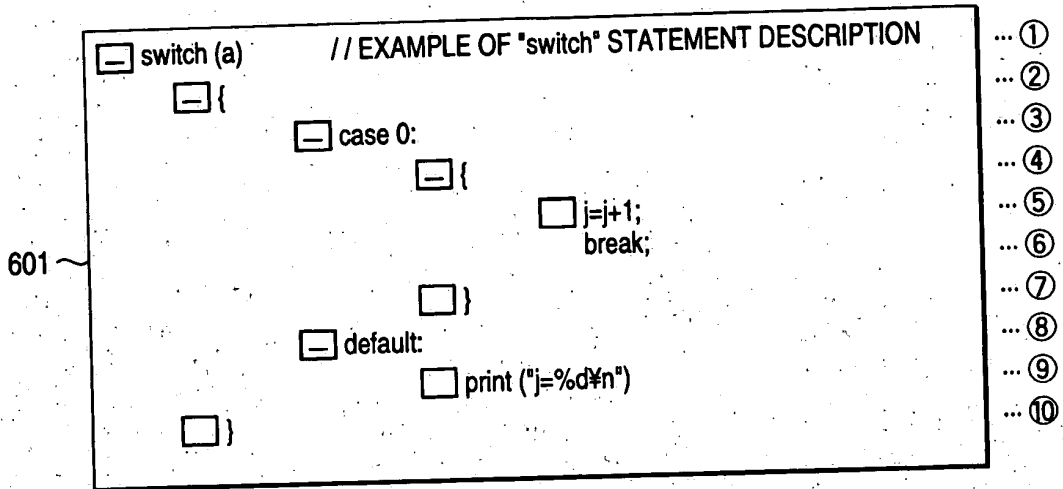 switch (a) // EXAMPLE OF "switch" STATEMENT DESCRIPTION ... ①
{ ... ②
case 0: ... ③
{ ... ④
j=j+1; ... ⑤
break; ... ⑥
601
} ... ⑦
default: ... ⑧
print ("j=%d¥n") ... ⑨
} ... ⑩